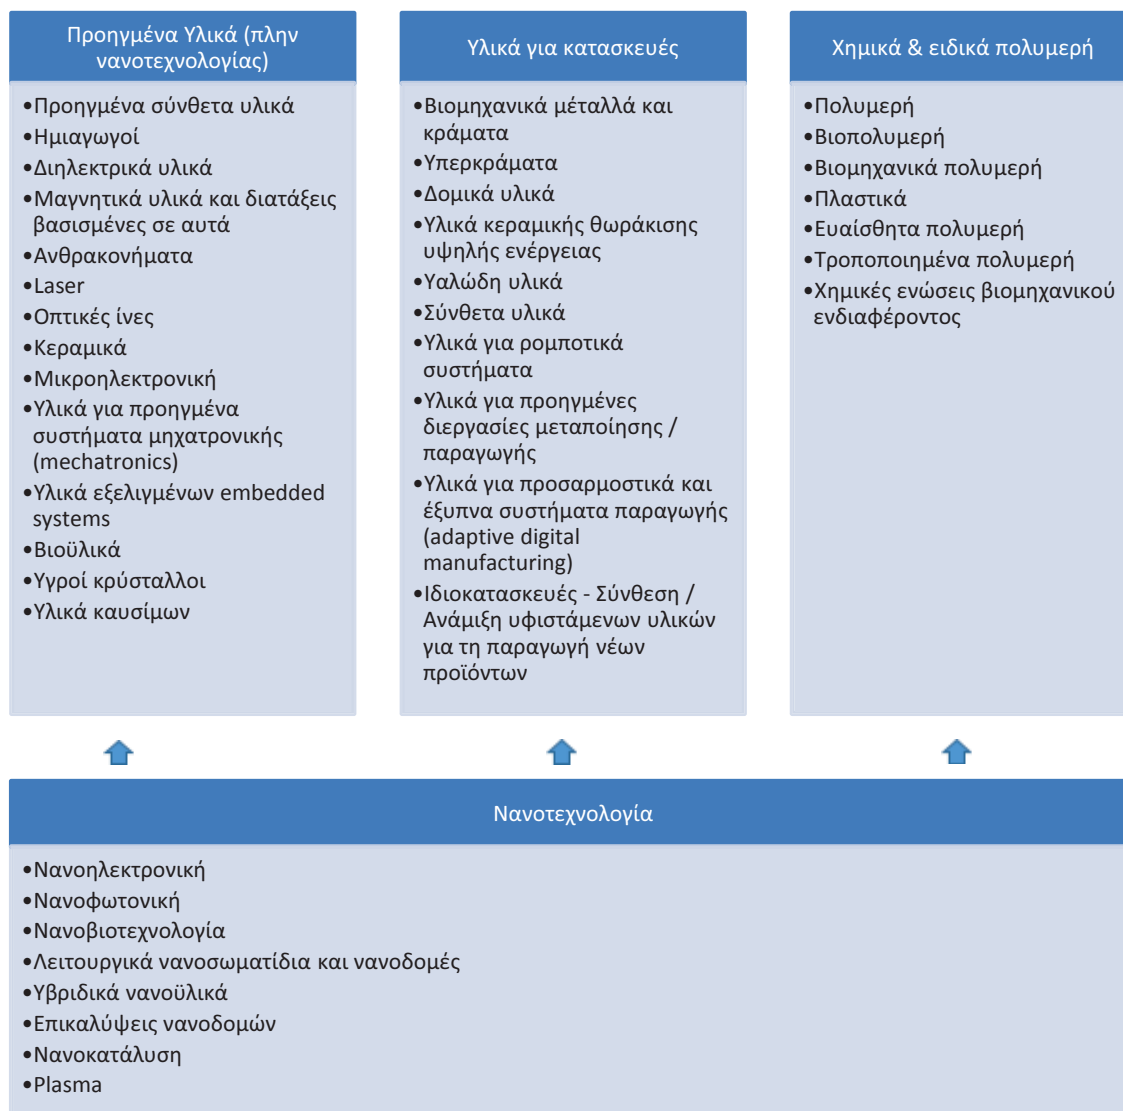 Προηγμένα Υλικά (πλην
νανοτεχνολογίας)
•Προηγμένα σύνθετα υλικά
•Ημιαγωγοί
•Διηλεκτρικά υλικά
•Μαγνητικά υλικά και διατάξεις
βασισμένες σε αυτά
•Ανθρακονήματα
•Laser
•Οπτικές ίνες
•Κεραμικά
•Μικροηλεκτρονική
•Υλικά για προηγμένα
συστήματα μηχατρονικής
(mechatronics)
•Υλικά εξελιγμένων embedded
systems
•Βιοϋλικά
•Υγροί κρύσταλλοι
•Υλικά καυσίμων
Υλικά για κατασκευές
•Βιομηχανικά μέταλλά και
κράματα
•Υπερκράματα
•Δομικά υλικά
•Υλικά κεραμικής θωράκισης
υψηλής ενέργειας
•Υαλώδη υλικά
•Σύνθετα υλικά
•Υλικά για ρομποτικά
συστήματα
•Υλικά για προηγμένες
διεργασίες μεταποίησης /
παραγωγής
•Υλικά για προσαρμοστικά και
έξυπνα συστήματα παραγωγής
(adaptive digital
manufacturing)
•Ιδιοκατασκευές - Σύνθεση /
Ανάμιξη υφιστάμενων υλικών
για τη παραγωγή νέων
προϊόντων
Χημικά & ειδικά πολυμερή
•Πολυμερή
•Βιοπολυμερή
•Βιομηχανικά πολυμερή
•Πλαστικά
•Ευαίσθητα πολυμερή
•Τροποποιημένα πολυμερή
•Χημικές ενώσεις βιομηχανικού
ενδιαφέροντος
Νανοτεχνολογία
•Νανοηλεκτρονική
•Νανοφωτονική
•Νανοβιοτεχνολογία
•Λειτουργικά νανοσωματίδια και νανοδομές
•Υβριδικά νανοϋλικά
•Επικαλύψεις νανοδομών
•Νανοκατάλυση
•Plasma